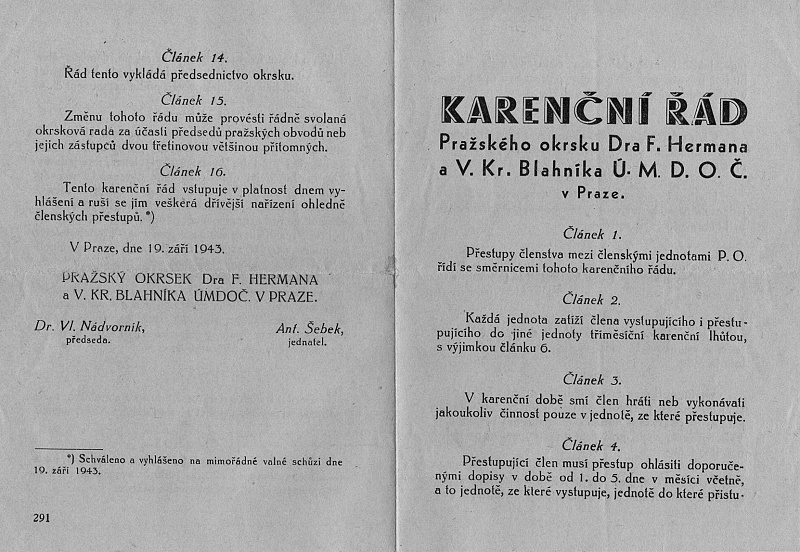 Článek 14.
Řád tento vykládá předsednictvo okrsku.
Článek 15.
Změnu tohoto řádu může provésti řádně svolaná
okrsková rada za účasti předsedů pražských obvodů neb
jejich zástupců dvou třetinovou většinou přítomných.
Článek 16.
Tento karenční řád vstupuje v platnost dnem vy-
hlášení a ruší se jím veškerá dřívější nařízení ohledně
členských přestupů.*)
V Praze, dne 19. září 1943.
PRAŽSKÝ OKRSEK Dra F. HERMANA
a V. KR. BLAHNÍKA ÚMDOČ. V PRAZE.
Dr. Vl. Nádvorník,
předseda.
Ant. Šebek,
jednatel.
*) Schváleno a vyhlášeno na mimořádné valné schůzi dne
19. září 1943.
291
KARENČNÍ ŘÁD
Pražského okrsku Dra F. Hermana
a V. Kr. Blahníka Ú. M. D. O. Č.
v Praze.
Článek 1.
Přestupy členstva mezi členskými jednotami P. O.
řídí se směrnicemi tohoto karenčního řádu.
Článek 2.
Každá jednota zatíží člena vystupujícího i přestu-
pujícího do jiné jednoty tříměsíční karenční lhůtou,
s výjimkou článku 6.
Článek 3.
V karenční době smí člen hráti neb vykonávati
jakoukoliv činnost pouze v jednotě, ze které přestupuje.
Článek 4.
Přestupující člen musí přestup ohlásiti doporuče-
nými dopisy v době od 1. do 5. dne v měsíci včetně,
a to jednotě, ze které vystupuje, jednotě do které přistu-